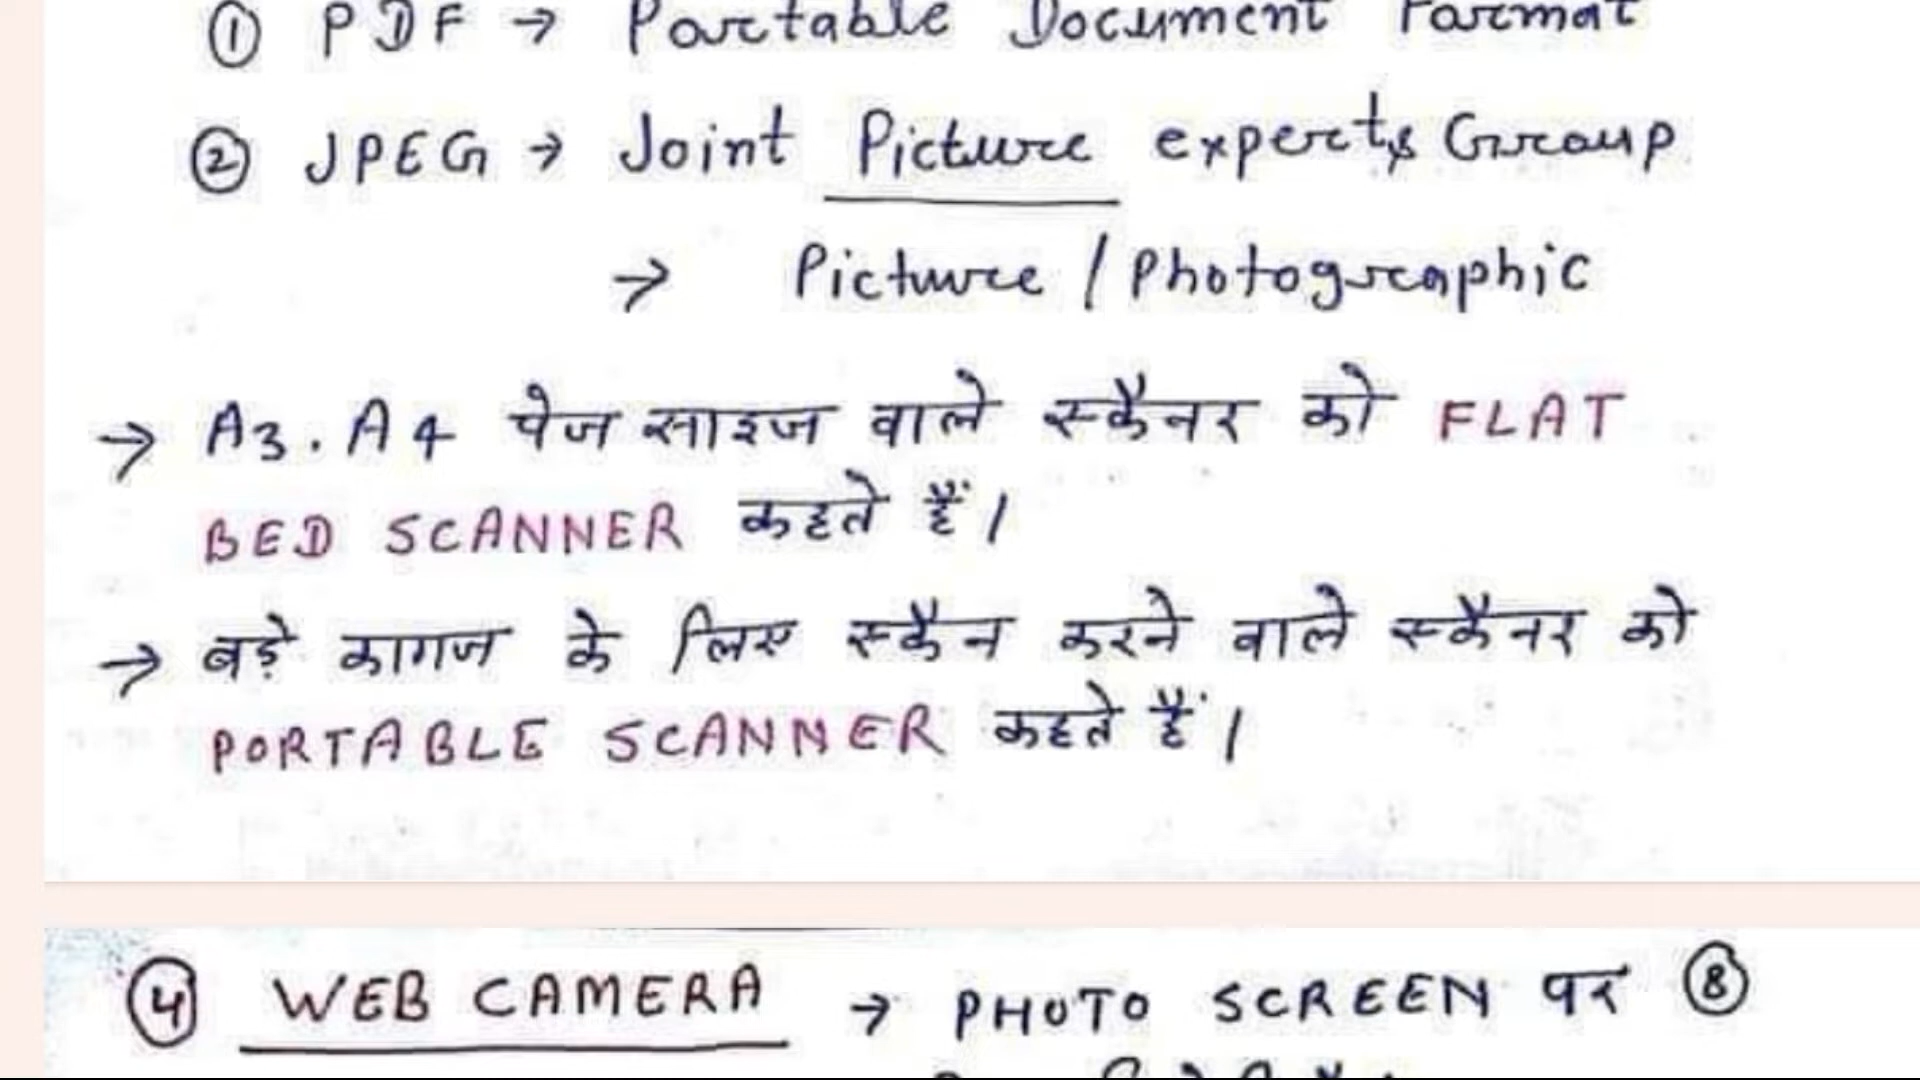 ① PDF → Portable Document Format
② JPEG → Joint Picture experts Group
→ Picture / Photographic
→ A3. A4 पेज साइज वाले स्कैनर को FLAT
BED SCANNER कहते हैं।
→ बड़े कागज के लिए स्कैन करने वाले स्कैनर को
PORTABLE SCANNER कहते हैं।
④ WEB CAMERA → PHOTO SCREEN पर ⑧